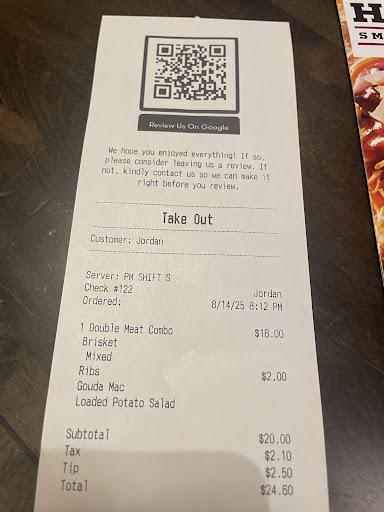 Review Us On Google
We hope you enjoyed everything! If so,
please consider leaving us a review. If
not, kindly contact us so we can make it
right before you review.
Take Out
Customer: Jordan
Server: PM SHIFT S
Check #122 Jordan
Ordered: 8/14/25 8:12 PM
1 Double Meat Combo $18.00
Brisket
Mixed
Ribs $2.00
Gouda Mac
Loaded Potato Salad
Subtotal $20.00
Tax $2.10
Tip $2.50
Total $24.60
H
SM